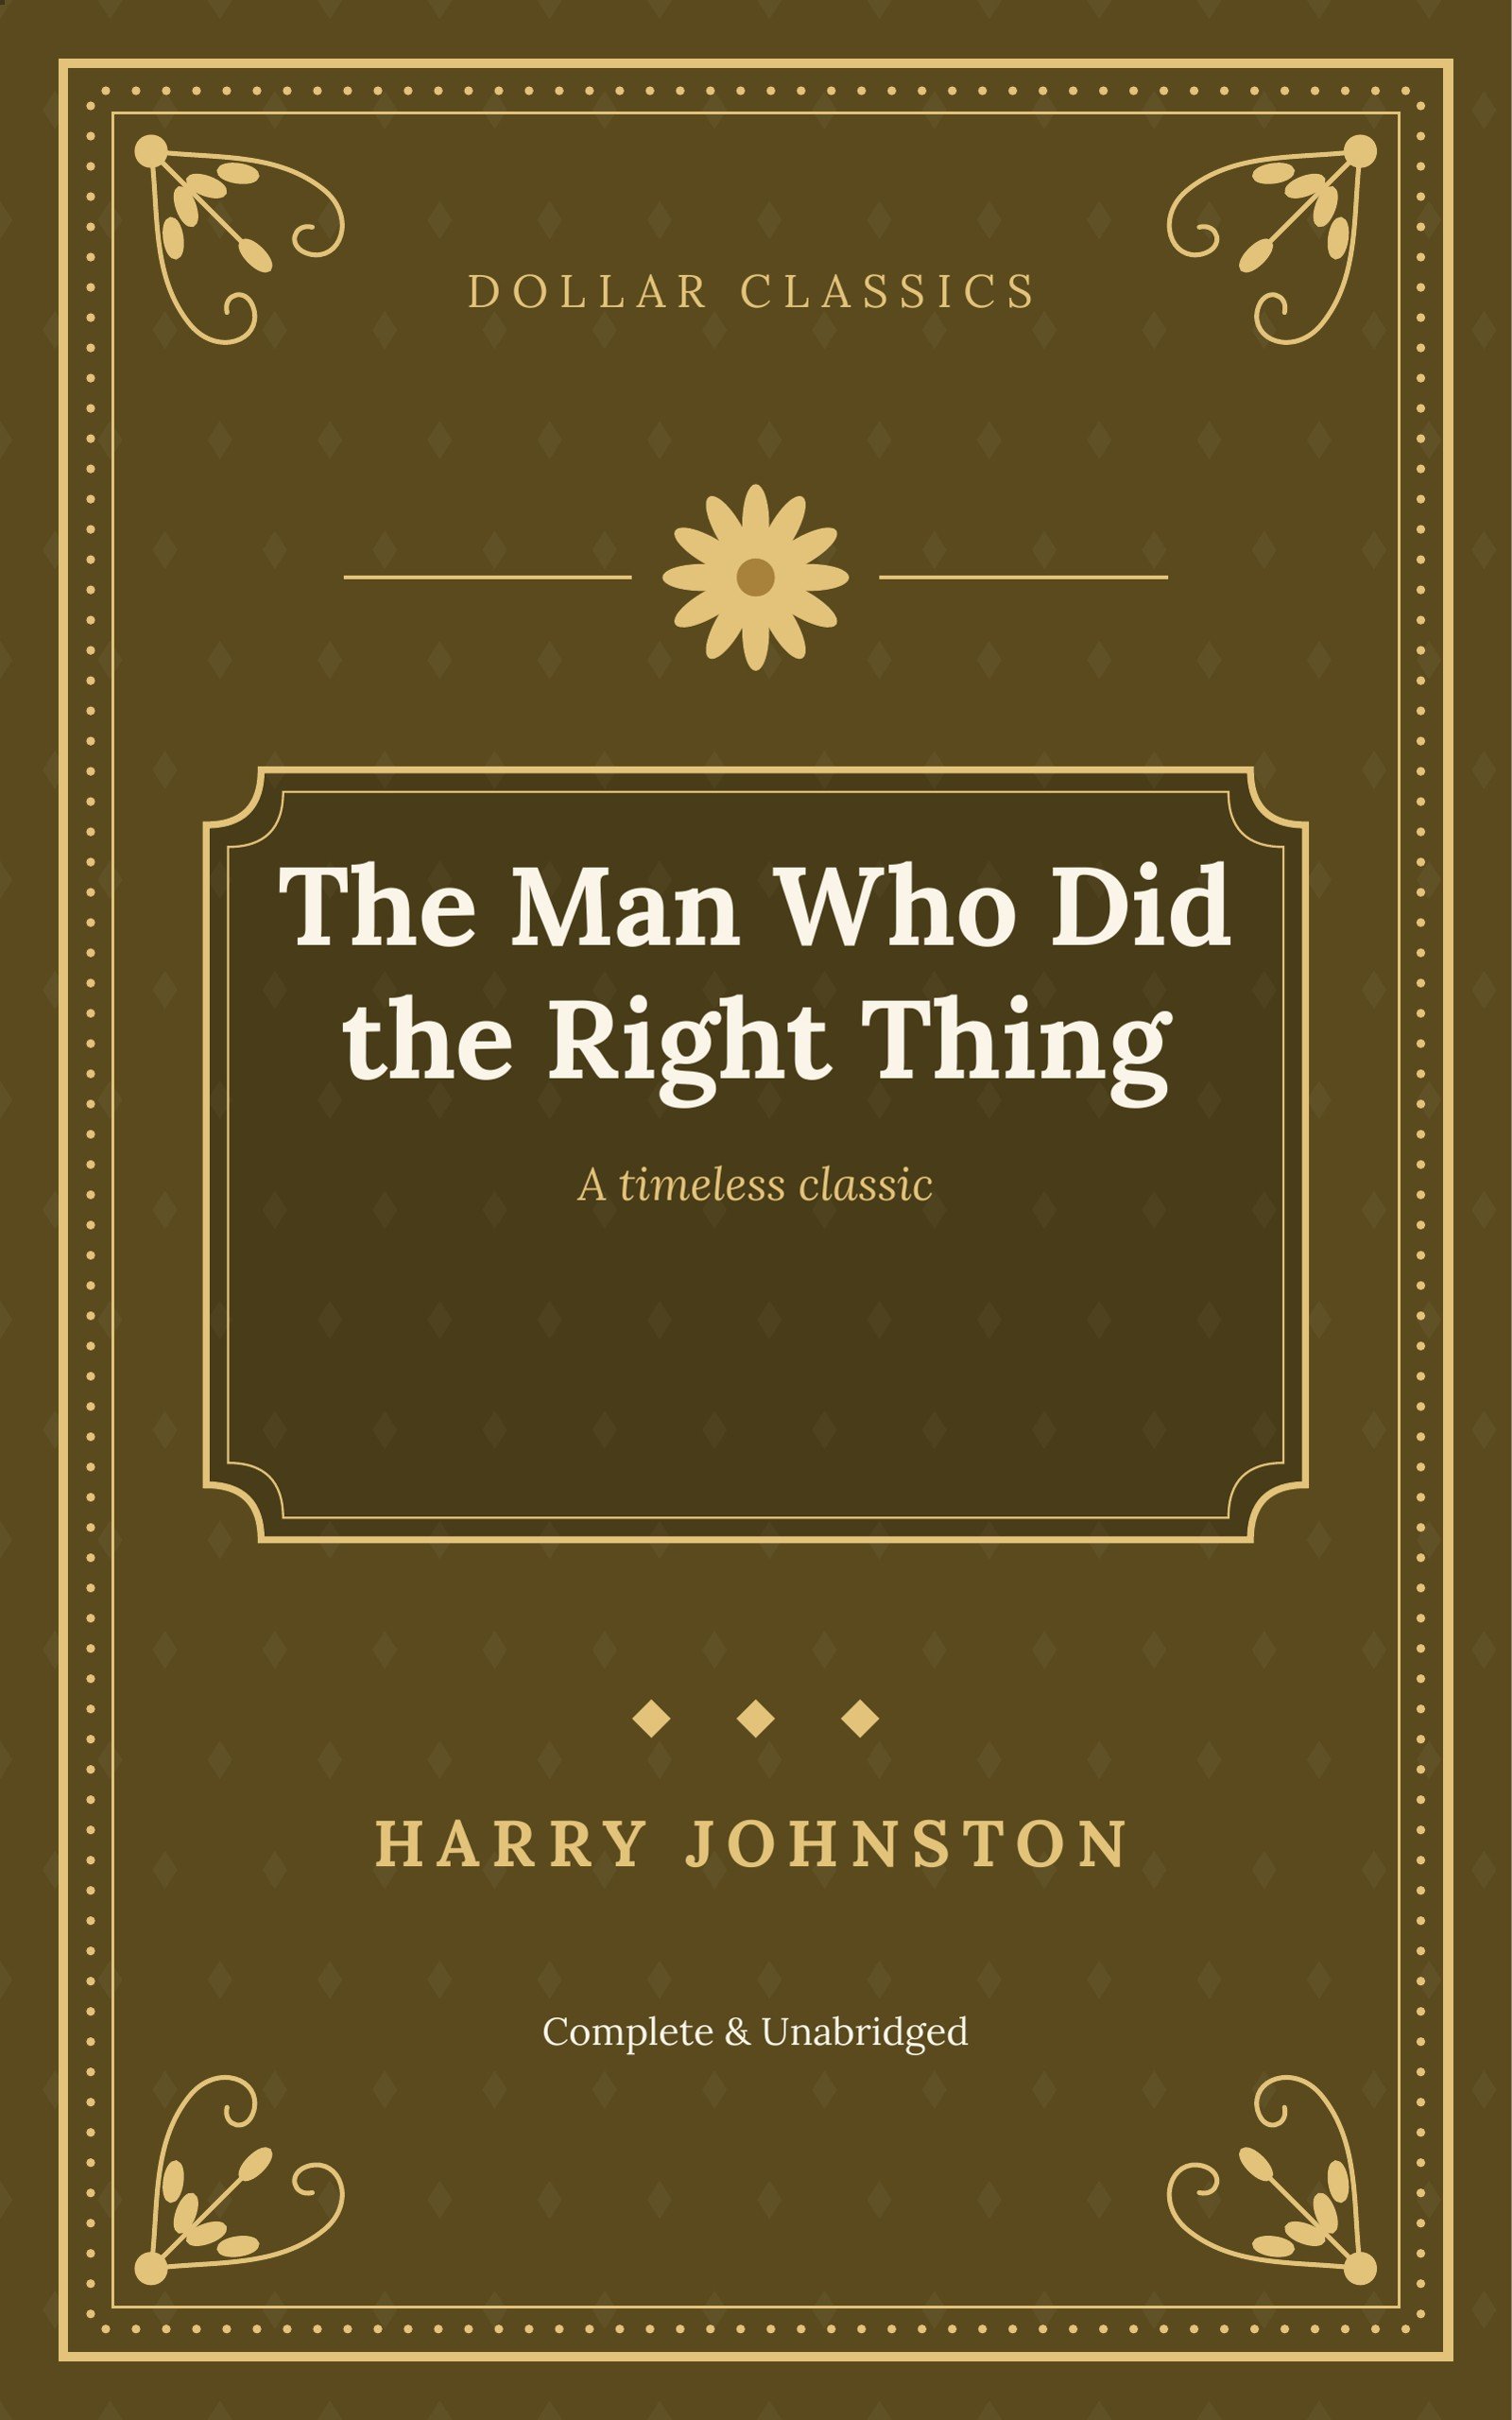 DOLLAR CLASSICS
The Man Who Did
the Right Thing
A timeless classic
HARRY JOHNSTON
Complete & Unabridged